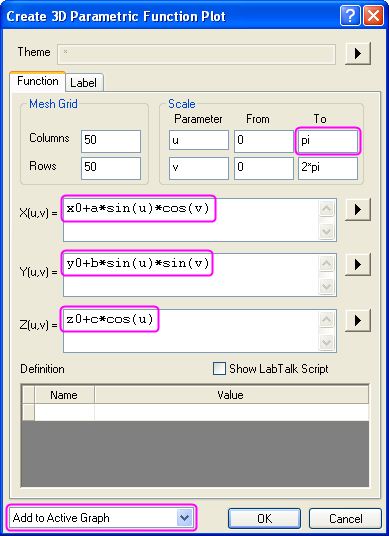 Create 3D Parametric Function Plot
Theme *
Function Label
Mesh Grid
Columns 50
Rows 50
Scale
Parameter From To
u 0 pi
v 0 2*pi
X(u,v) = x0+a*sin(u)*cos(v)
Y(u,v) = y0+b*sin(u)*sin(v)
Z(u,v) = z0+c*cos(u)
Definition Show LabTalk Script
Name Value
Add to Active Graph OK Cancel